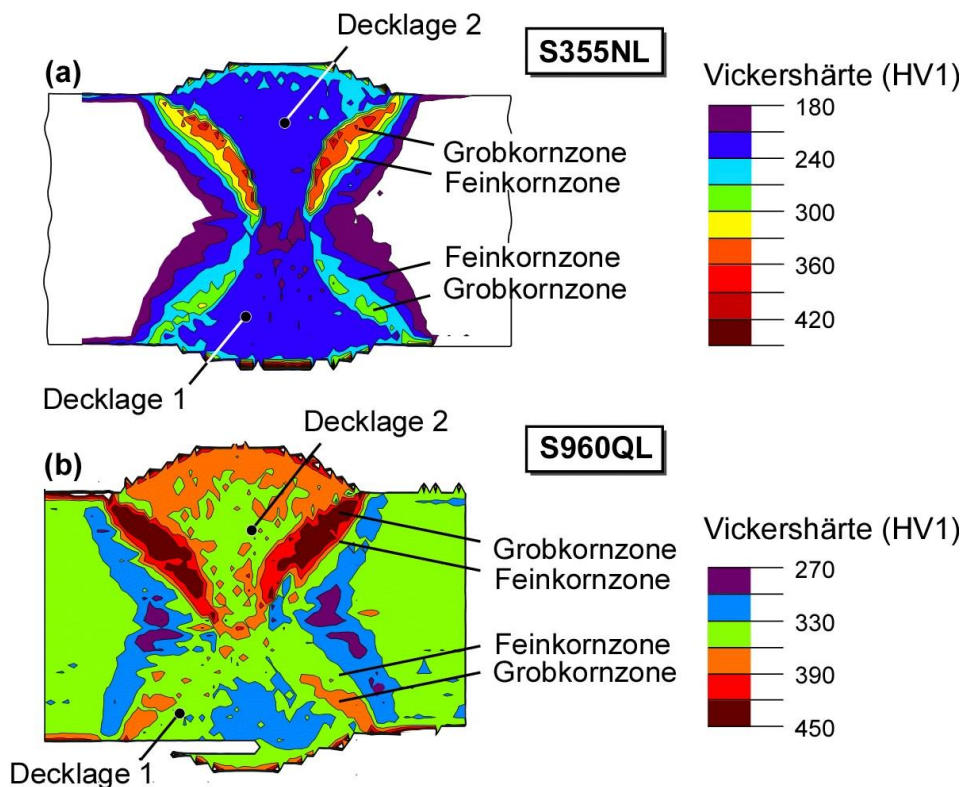 Decklage 2
S355NL
(a)
Vickershärte (HV1)
180
240
300
360
420
Grobkornzone
Feinkornzone
Feinkornzone
Grobkornzone
Decklage 1
Decklage 2
S960QL
(b)
Vickershärte (HV1)
270
330
390
450
Grobkornzone
Feinkornzone
Feinkornzone
Grobkornzone
Decklage 1